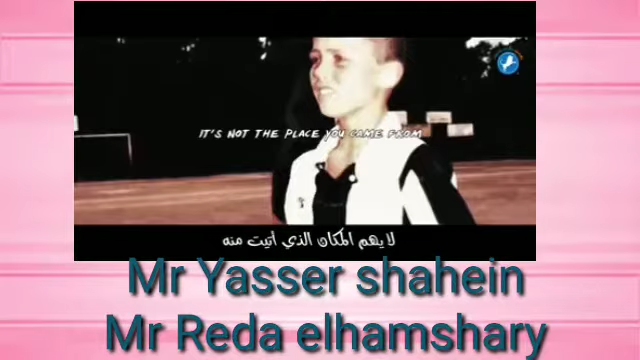 IT'S NOT THE PLACE YOU CAME FROM
لا يهم المكان الذي أتيت منه
Mr Yasser shahein
Mr Reda elhamshary